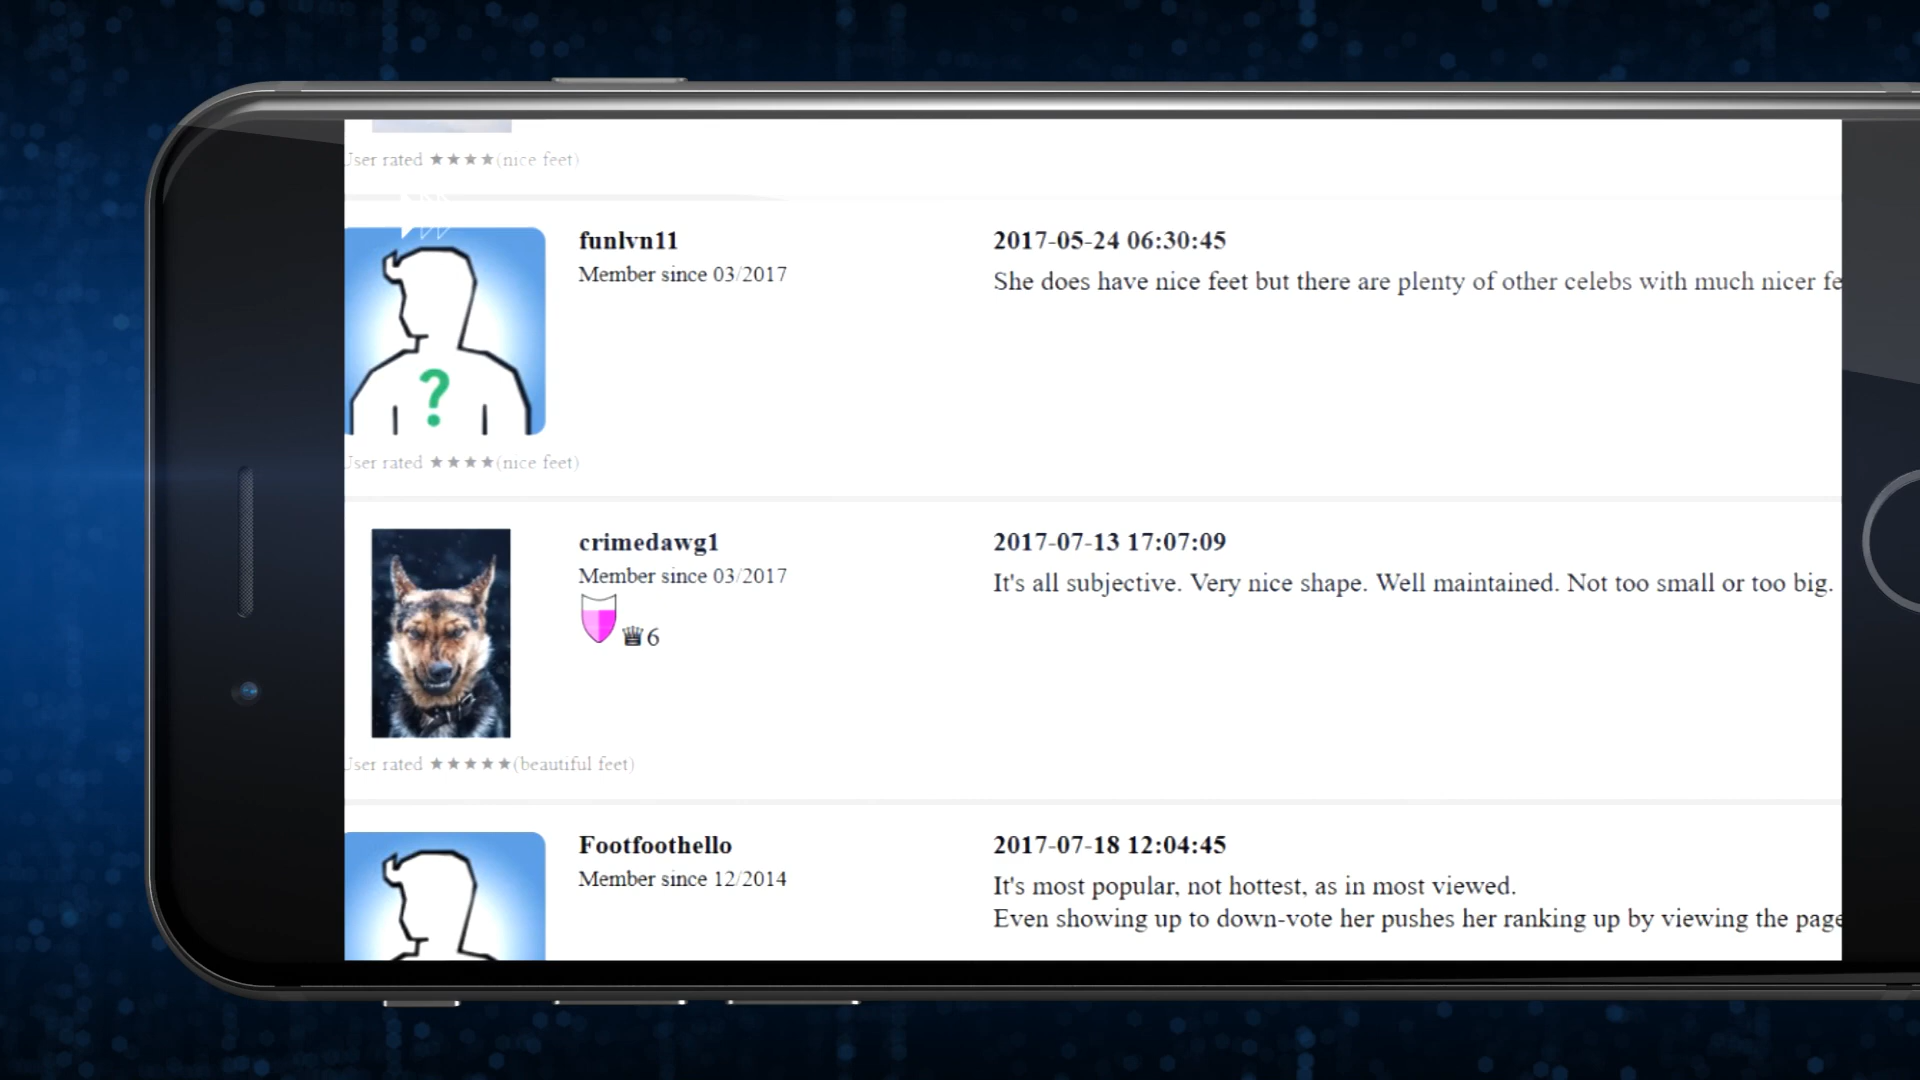 User rated ★★★★(nice feet)
funlvn11
Member since 03/2017
2017-05-24 06:30:45
She does have nice feet but there are plenty of other celebs with much nicer fe
?
User rated ★★★★(nice feet)
crimedawg1
Member since 03/2017
♛6
2017-07-13 17:07:09
It's all subjective. Very nice shape. Well maintained. Not too small or too big.
User rated ★★★★★(beautiful feet)
Footfoothello
Member since 12/2014
2017-07-18 12:04:45
It's most popular, not hottest, as in most viewed.
Even showing up to down-vote her pushes her ranking up by viewing the page